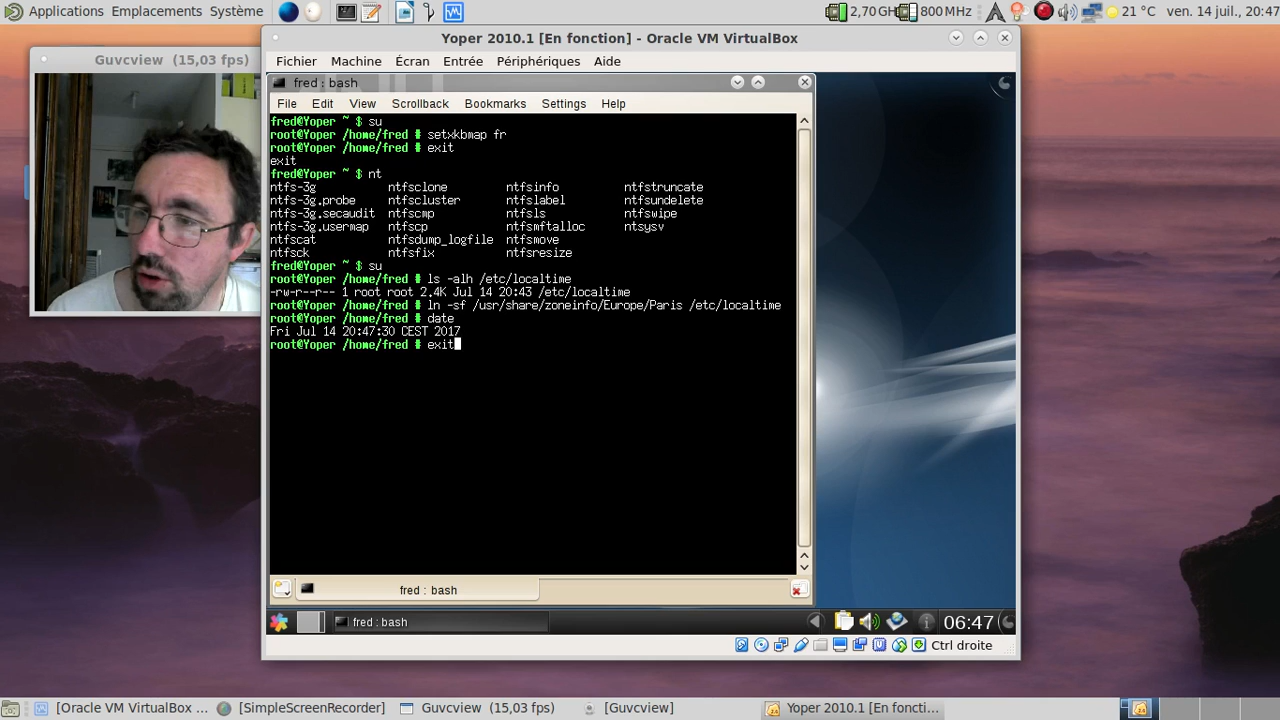 Applications Emplacements Système 2,70 GHz 800 MHz 21 °C ven. 14 juil., 20:47
Guvcview (15,03 fps)
Yoper 2010.1 [En fonction] - Oracle VM VirtualBox
Fichier Machine Écran Entrée Périphériques Aide
fred : bash
File Edit View Scrollback Bookmarks Settings Help
fred@Yoper ~ $ su
root@Yoper /home/fred # setxkbmap fr
root@Yoper /home/fred # exit
exit
fred@Yoper ~ $ nt
ntfs-3g ntfsclone ntfsinfo ntfstruncate
ntfs-3g.probe ntfscluster ntfslabel ntfsundelete
ntfs-3g.secaudit ntfscmp ntfsls ntfswipe
ntfs-3g.usermap ntfscp ntfsmftalloc ntsysv
ntfscat ntfsdump_logfile ntfsmove
ntfsck ntfsfix ntfsresize
fred@Yoper ~ $ su
root@Yoper /home/fred # ls -alh /etc/localtime
-rw-r--r-- 1 root root 2.4K Jul 14 20:43 /etc/localtime
root@Yoper /home/fred # ln -sf /usr/share/zoneinfo/Europe/Paris /etc/localtime
root@Yoper /home/fred # date
Fri Jul 14 20:47:30 CEST 2017
root@Yoper /home/fred # exit
fred : bash
fred : bash 06:47
Ctrl droite
[Oracle VM VirtualBox ... [SimpleScreenRecorder] Guvcview (15,03 fps) [Guvcview] Yoper 2010.1 [En foncti...